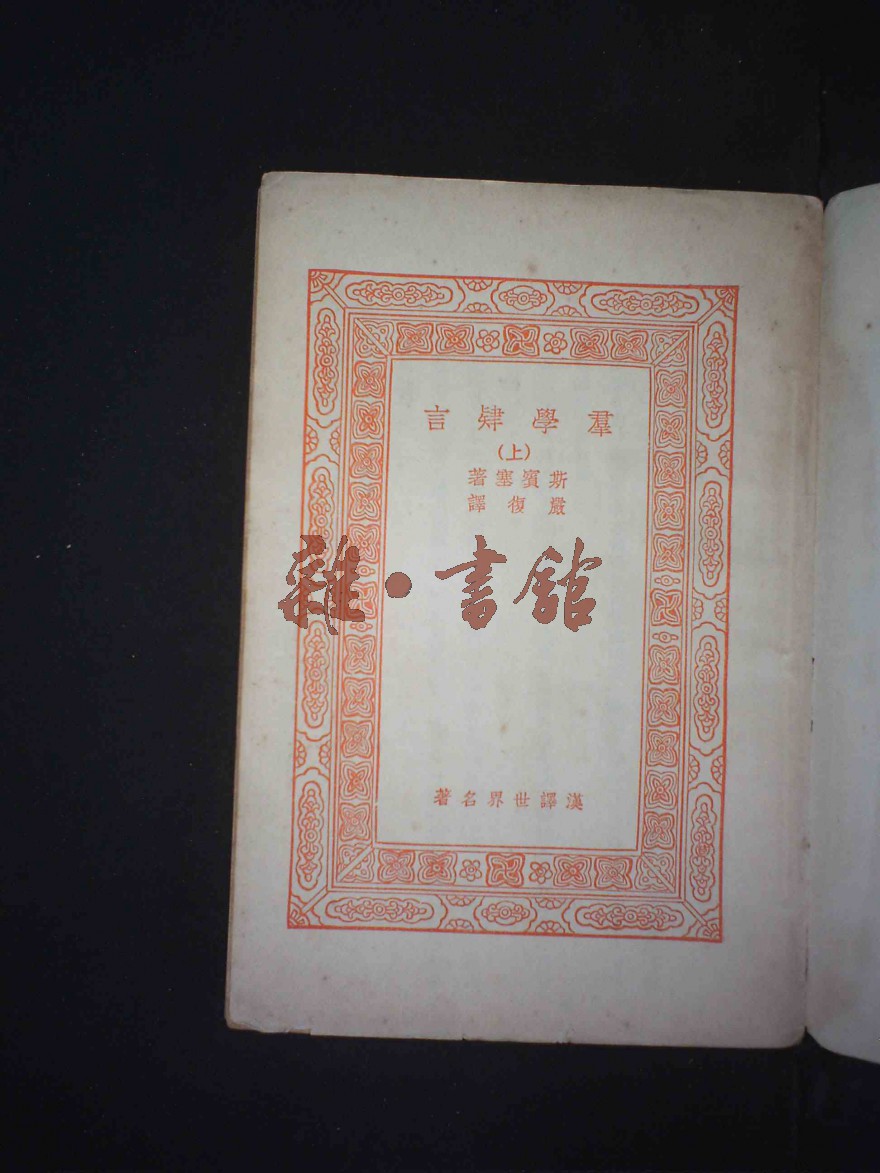 羣學肄言
(上)
斯賓塞著
嚴復譯
雜·書館
漢譯世界名著